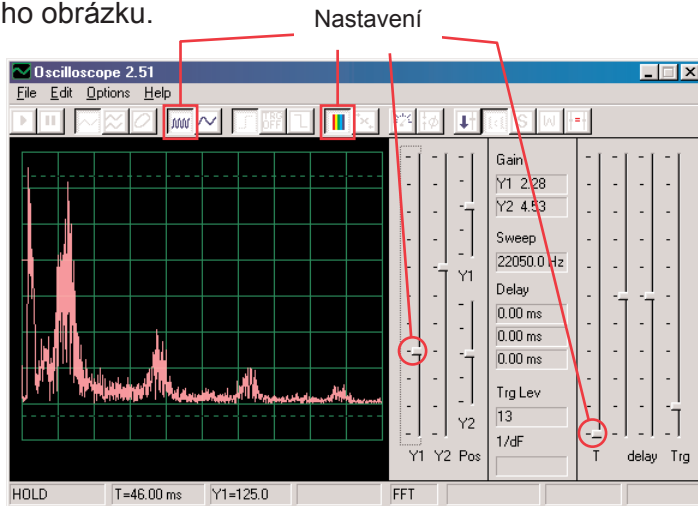 ho obrázku.
Nastavení
Oscilloscope 2.51
File Edit Options Help
TRG OFF
S W
Gain
Y1 2.28
Y2 4.53
Sweep
22050.0 Hz
Y1
Delay
0.00 ms
0.00 ms
0.00 ms
Trg Lev
13
Y2
1/dF
Y1 Y2 Pos
T delay Trg
HOLD T=46.00 ms Y1=125.0 FFT